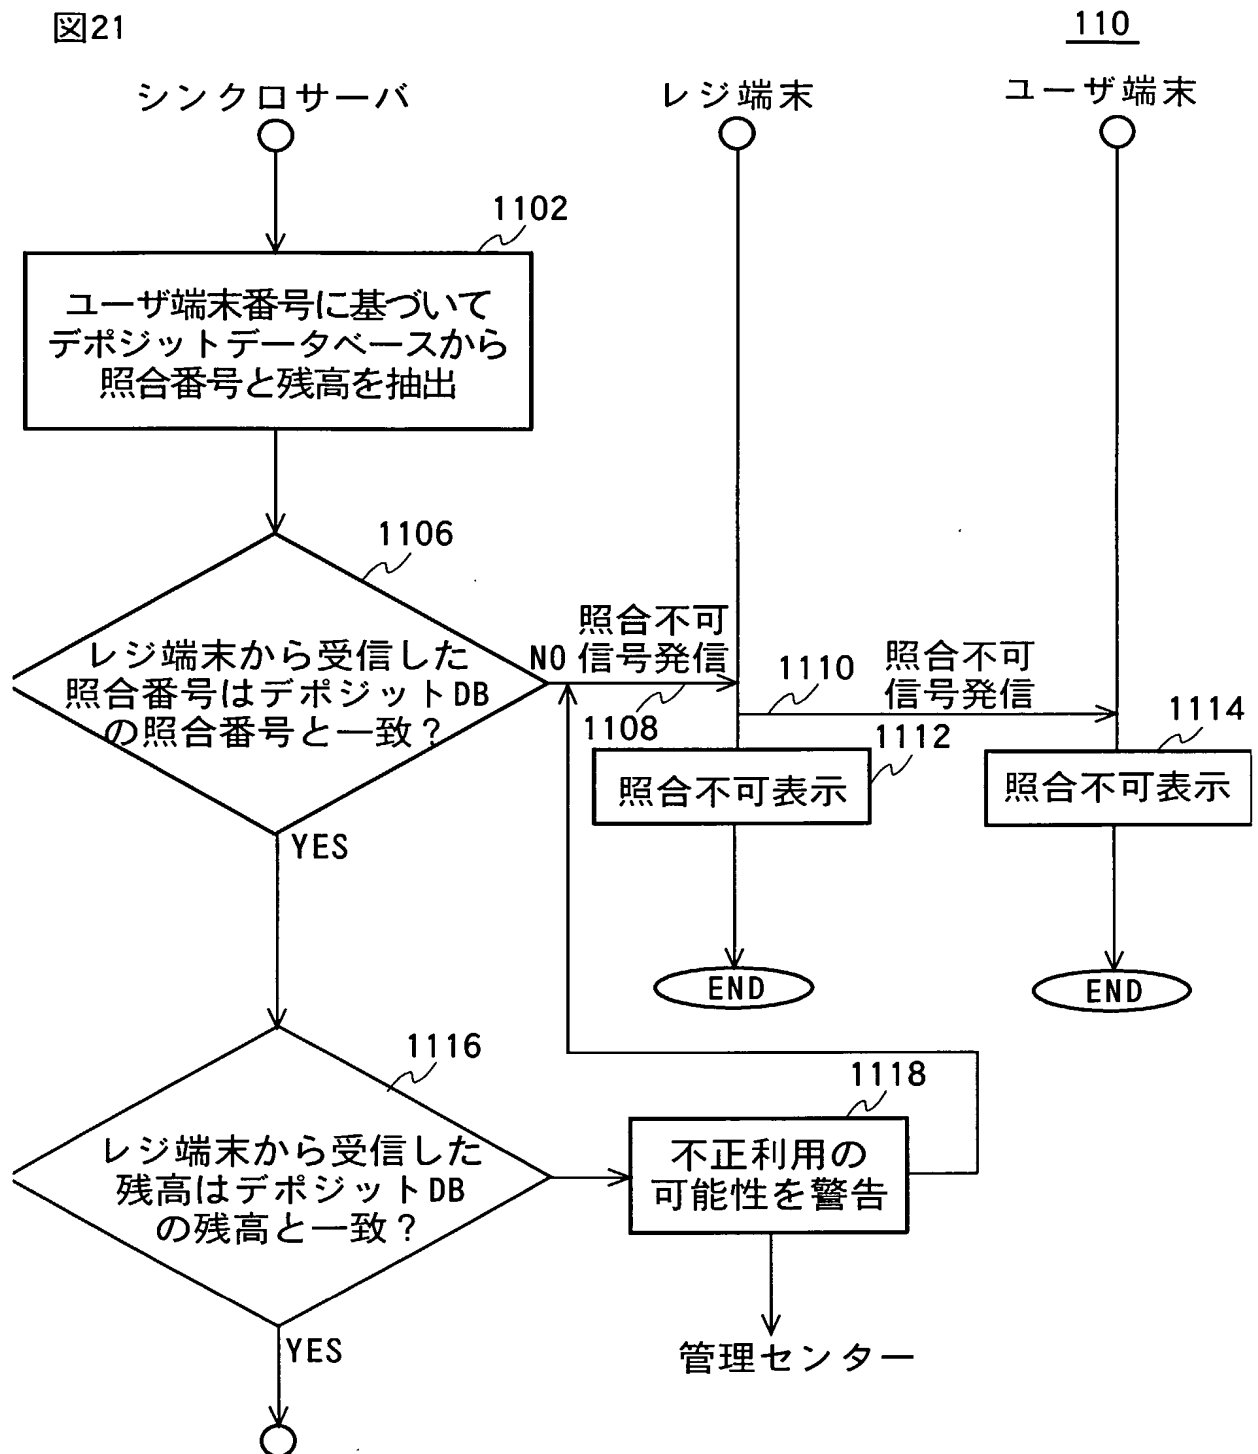 図21
110
シンクロサーバ
レジ端末
ユーザ端末
1102
ユーザ端末番号に基づいて
デポジットデータベースから
照合番号と残高を抽出
1106
レジ端末から受信した
照合番号はデポジットDB
の照合番号と一致？
NO
照合不可
信号発信
1108
1110
照合不可
信号発信
1112
照合不可表示
1114
照合不可表示
YES
END
END
1116
レジ端末から受信した
残高はデポジットDB
の残高と一致？
1118
不正利用の
可能性を警告
YES
管理センター